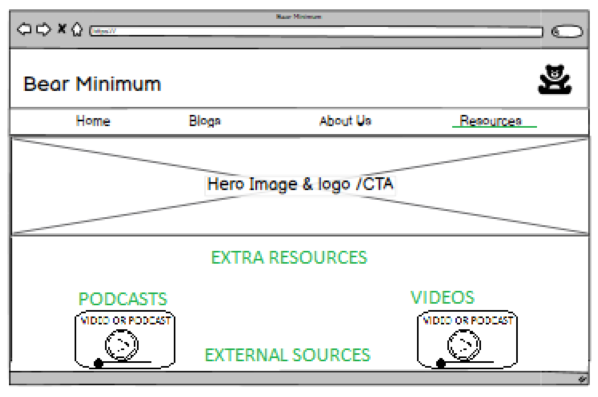 Bear Minimum
https://
Bear Minimum
Home Blogs About Us Resources
Hero Image & logo /CTA
EXTRA RESOURCES
PODCASTS VIDEOS
VIDEO OR PODCAST VIDEO OR PODCAST
EXTERNAL SOURCES